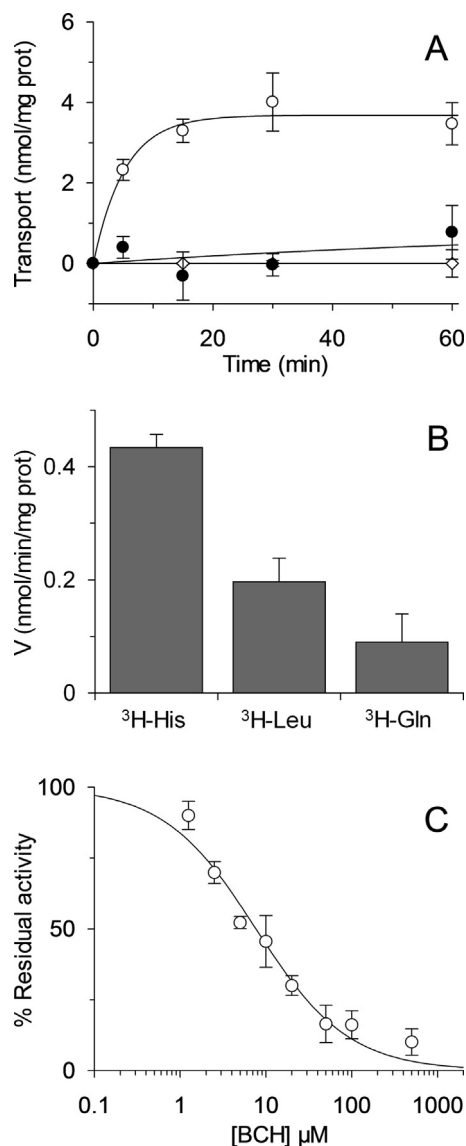 A
Transport (nmol/mg prot)
6
4
2
0
0 20 40 60
Time (min)
B
V (nmol/min/mg prot)
0.4
0.2
0
³H-His ³H-Leu ³H-Gln
C
% Residual activity
100
50
0
0.1 1 10 100 1000
[BCH] µM